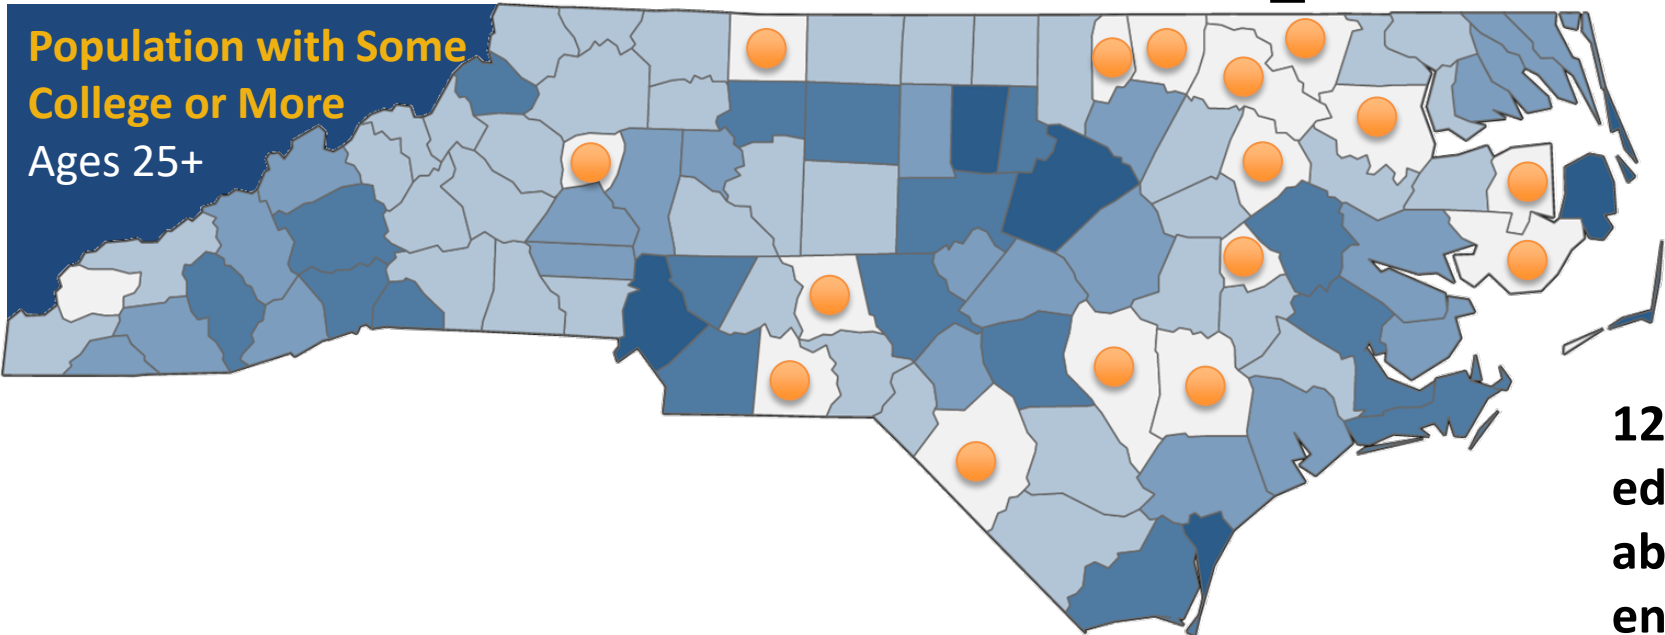 Population with Some
College or More
Ages 25+
12
ed
ab
en